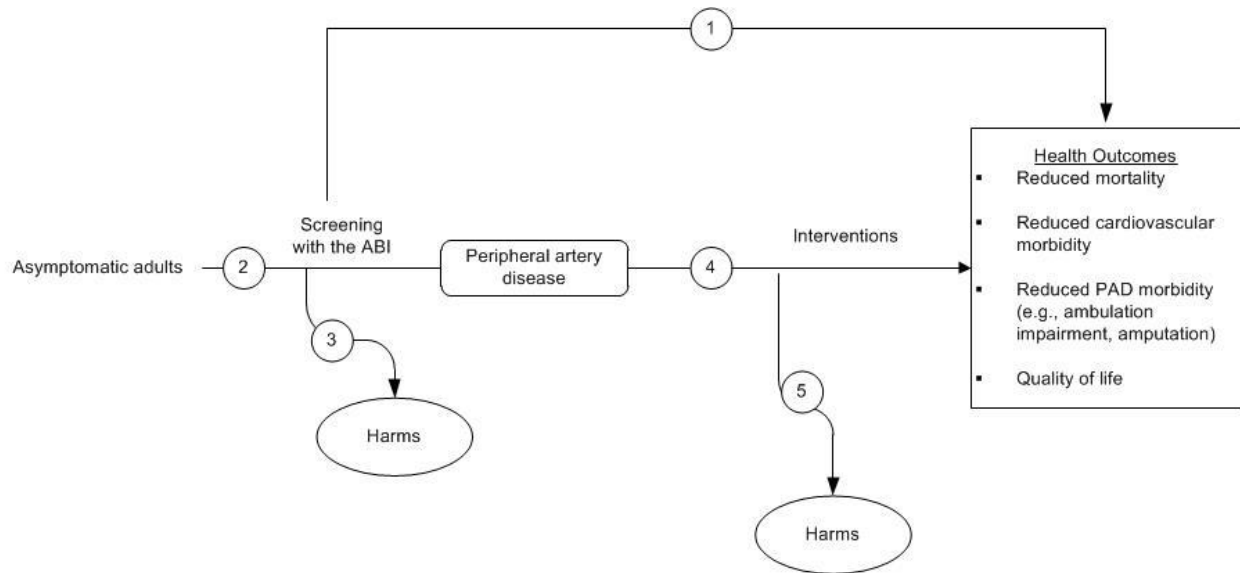 1
Health Outcomes
▪ Reduced mortality
▪ Reduced cardiovascular
morbidity
▪ Reduced PAD morbidity
(e.g., ambulation
impairment, amputation)
▪ Quality of life
Screening
with the ABI
Interventions
Asymptomatic adults
2
Peripheral artery
disease
4
3
Harms
5
Harms